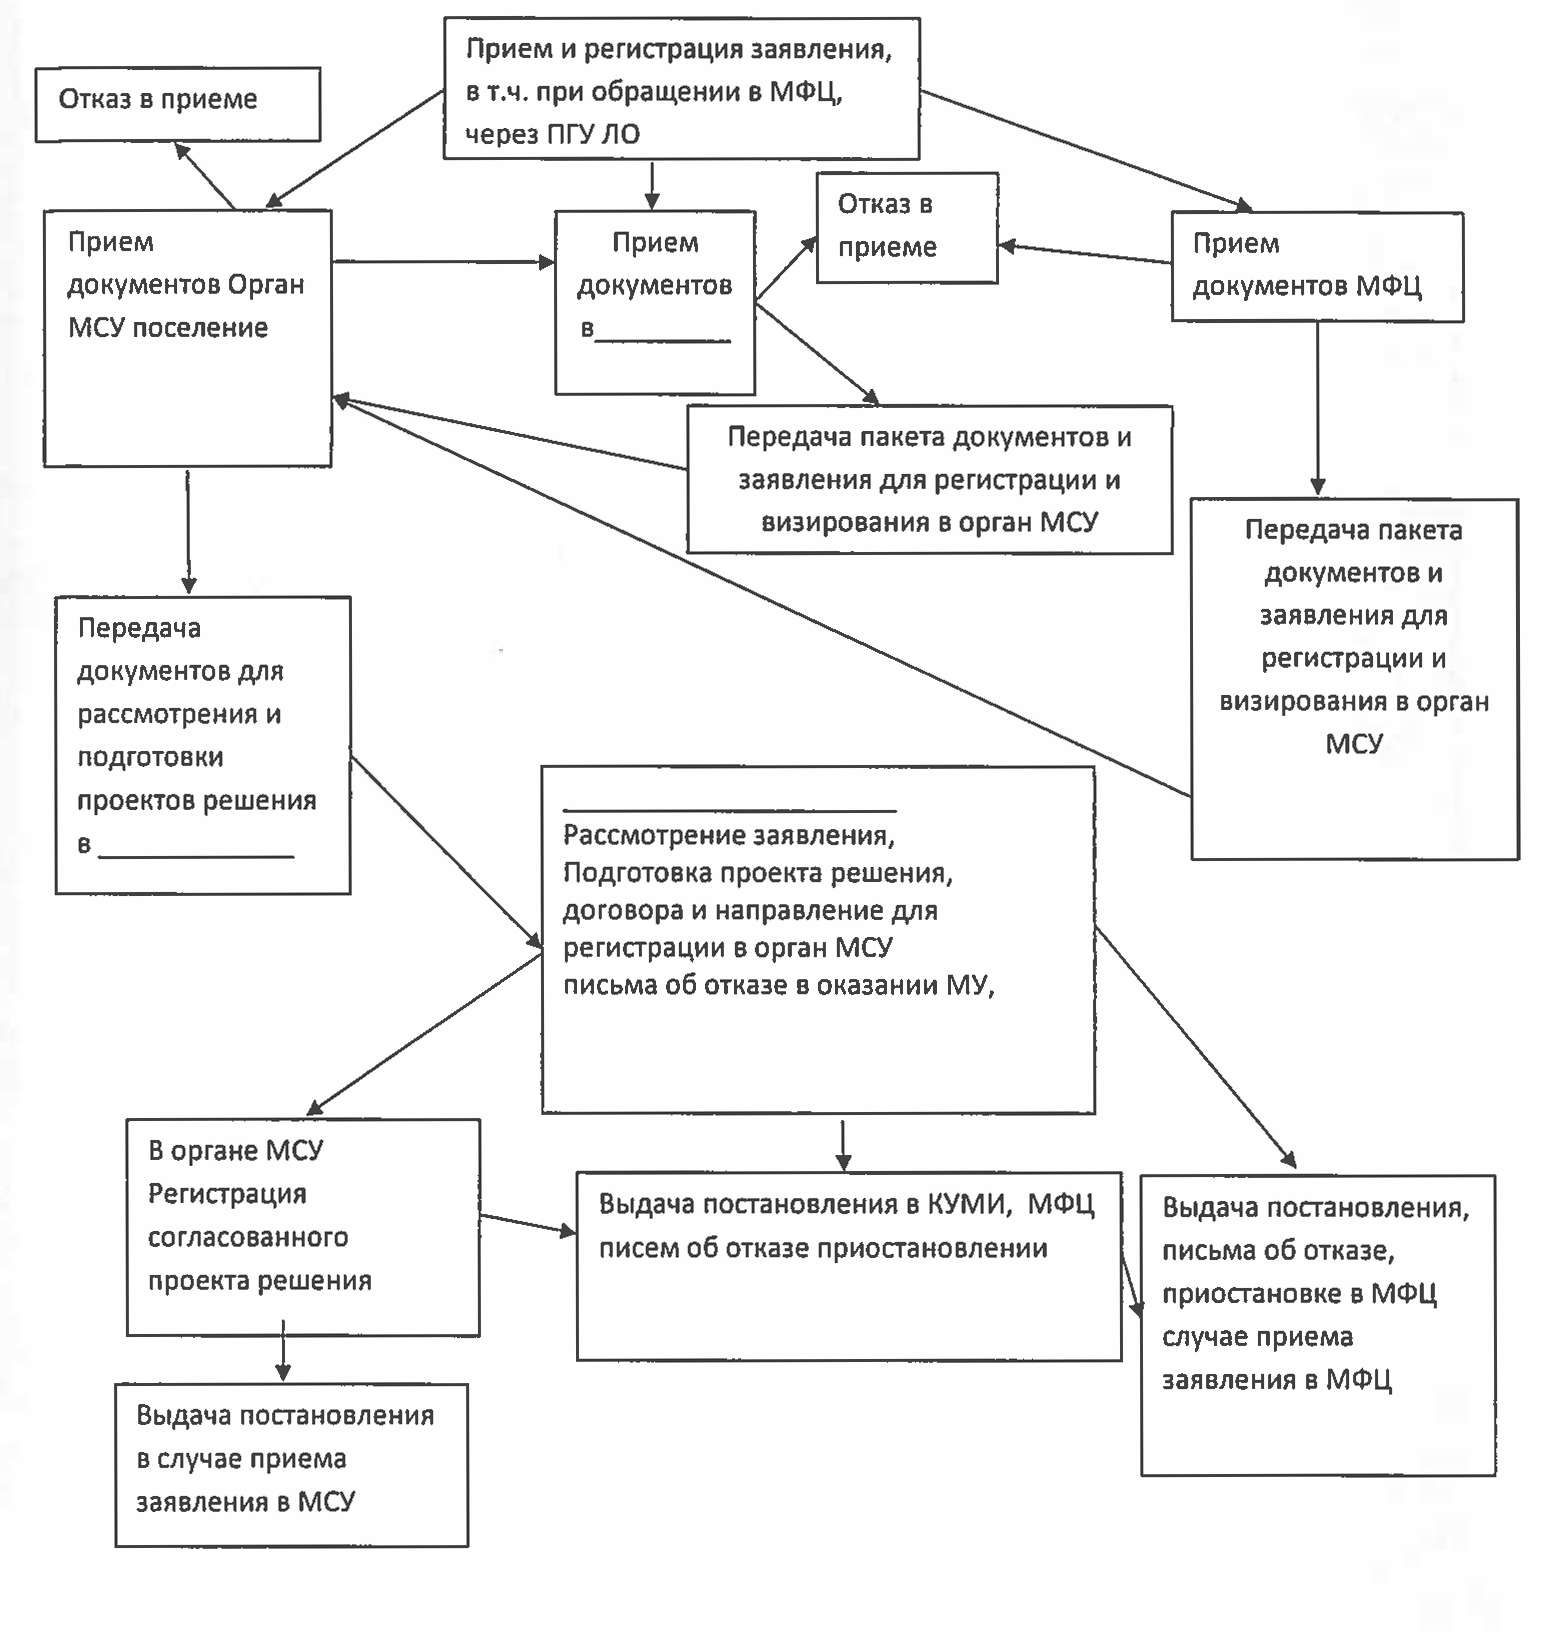 Прием и регистрация заявления,
в т.ч. при обращении в МФЦ,
через ПГУ ЛО
Отказ в приеме
Прием
документов Орган
МСУ поселение
Прием
документов
в___________
Отказ в
приеме
Прием
документов МФЦ
Передача пакета документов и
заявления для регистрации и
визирования в орган МСУ
Передача пакета
документов и
заявления для
регистрации и
визирования в орган
МСУ
Передача
документов для
рассмотрения и
подготовки
проектов решения
в ________________
___________________________
Рассмотрение заявления,
Подготовка проекта решения,
договора и направление для
регистрации в орган МСУ
письма об отказе в оказании МУ,
В органе МСУ
Регистрация
согласованного
проекта решения
Выдача постановления в КУМИ, МФЦ
писем об отказе приостановлении
Выдача постановления,
письма об отказе,
приостановке в МФЦ
случае приема
заявления в МФЦ
Выдача постановления
в случае приема
заявления в МСУ